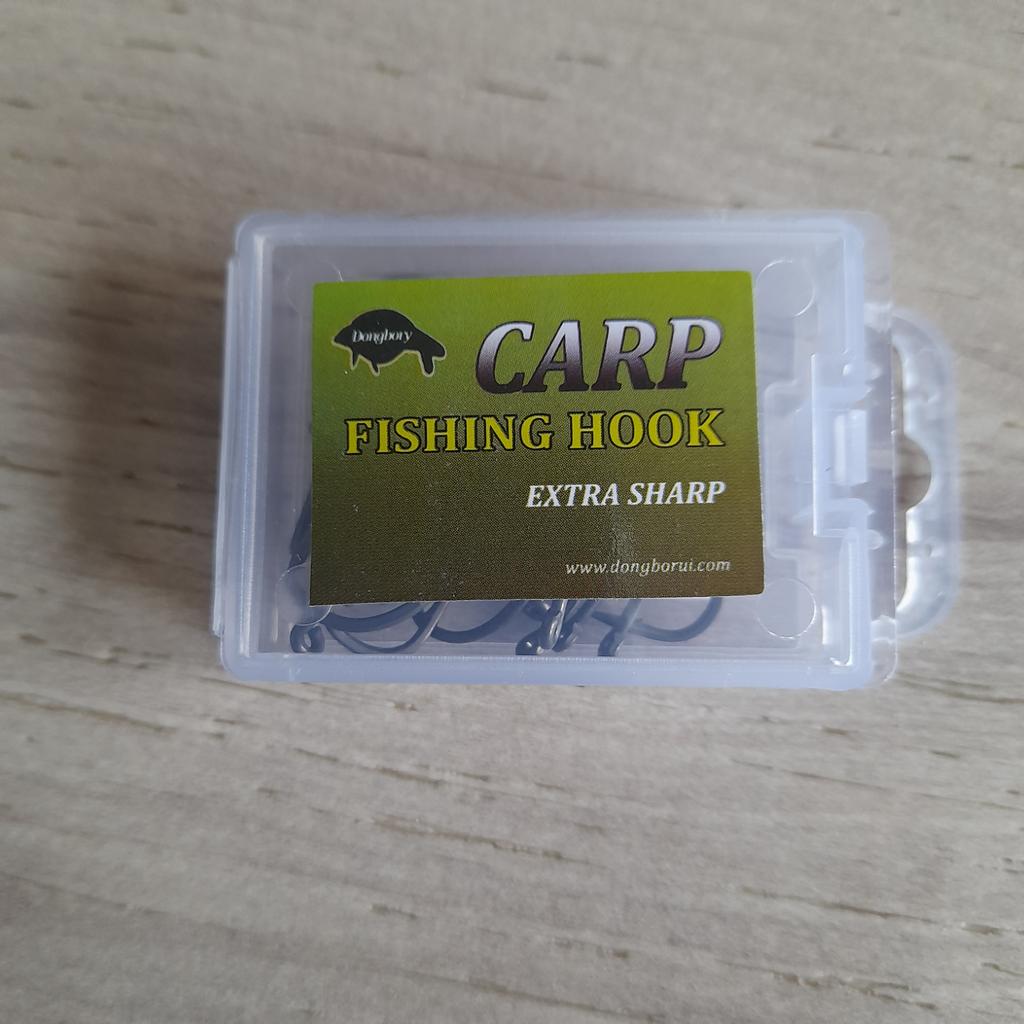 Dongbory
CARP
FISHING HOOK
EXTRA SHARP
www.dongborui.com